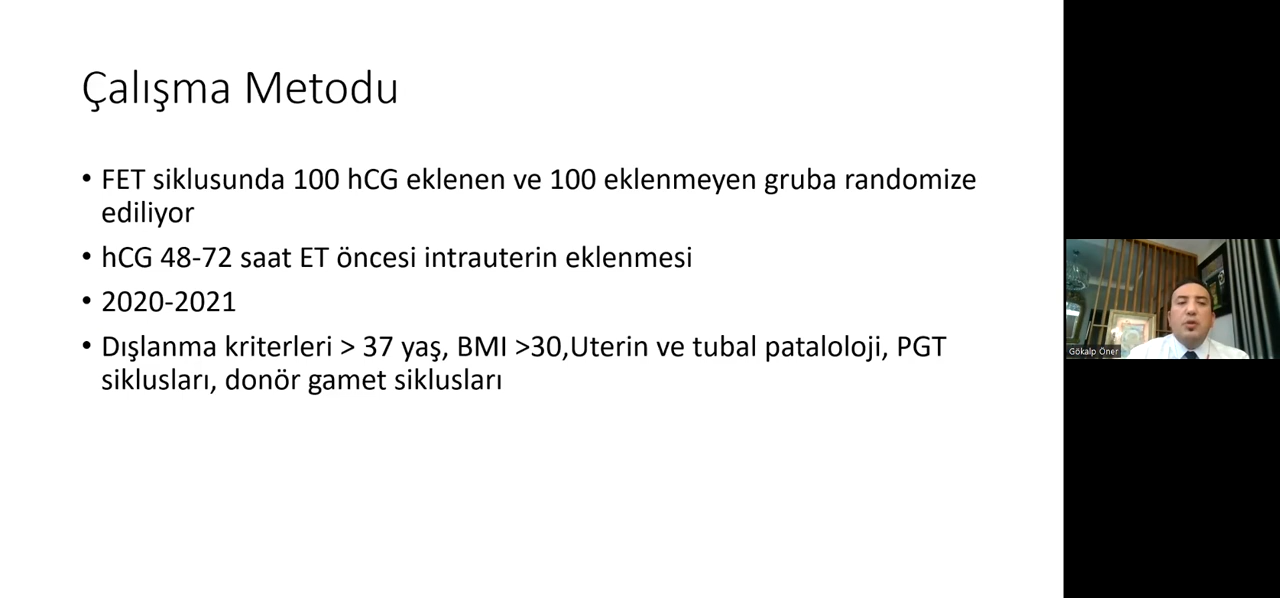 Çalışma Metodu
• FET siklusunda 100 hCG eklenen ve 100 eklenmeyen gruba randomize
ediliyor
• hCG 48-72 saat ET öncesi intrauterin eklenmesi
• 2020-2021
• Dışlanma kriterleri > 37 yaş, BMI >30,Uterin ve tubal pataloloji, PGT
siklusları, donör gamet siklusları
Gökalp Öner